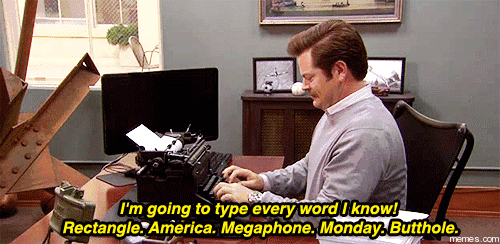 I'm going to type every word I know!
Rectangle. America. Megaphone. Monday. Butthole.
memes.com